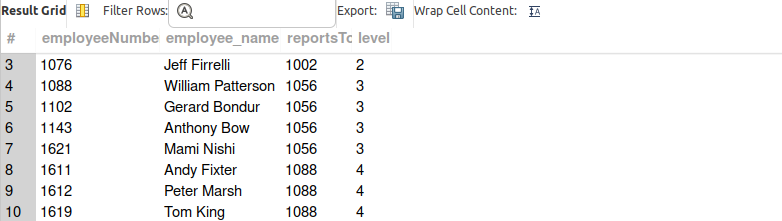 Result Grid Filter Rows: Export: Wrap Cell Content:
# employeeNumbe employee_name reportsTo level
3 1076 Jeff Firrelli 1002 2
4 1088 William Patterson 1056 3
5 1102 Gerard Bondur 1056 3
6 1143 Anthony Bow 1056 3
7 1621 Mami Nishi 1056 3
8 1611 Andy Fixter 1088 4
9 1612 Peter Marsh 1088 4
10 1619 Tom King 1088 4